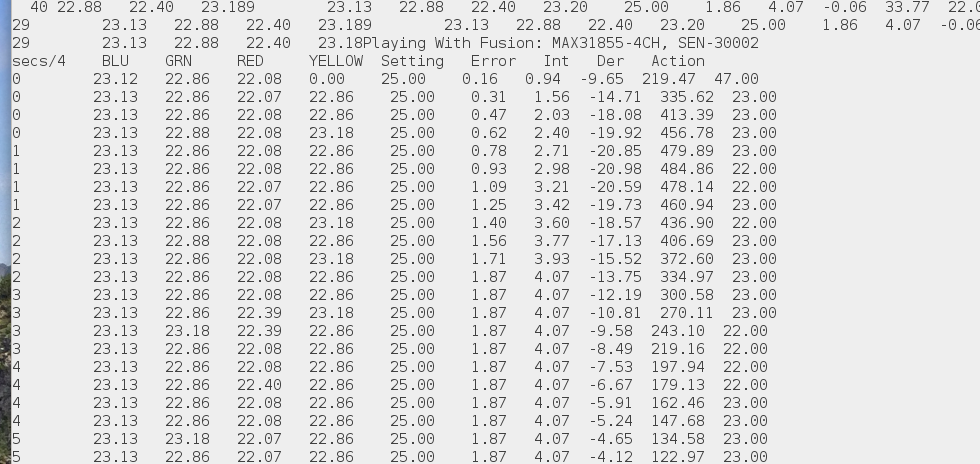 40 22.88 22.40 23.189 23.13 22.88 22.40 23.20 25.00 1.86 4.07 -0.06 33.77 22.0
29 23.13 22.88 22.40 23.189 23.13 22.88 22.40 23.20 25.00 1.86 4.07 -0.06
29 23.13 22.88 22.40 23.18Playing With Fusion: MAX31855-4CH, SEN-30002
secs/4 BLU GRN RED YELLOW Setting Error Int Der Action
0 23.12 22.86 22.08 0.00 25.00 0.16 0.94 -9.65 219.47 47.00
0 23.13 22.86 22.07 22.86 25.00 0.31 1.56 -14.71 335.62 23.00
0 23.13 22.86 22.08 22.86 25.00 0.47 2.03 -18.08 413.39 23.00
0 23.13 22.88 22.08 23.18 25.00 0.62 2.40 -19.92 456.78 23.00
1 23.13 22.86 22.08 22.86 25.00 0.78 2.71 -20.85 479.89 23.00
1 23.13 22.86 22.08 22.86 25.00 0.93 2.98 -20.98 484.86 22.00
1 23.13 22.86 22.07 22.86 25.00 1.09 3.21 -20.59 478.14 22.00
1 23.13 22.86 22.07 22.86 25.00 1.25 3.42 -19.73 460.94 23.00
2 23.13 22.86 22.08 23.18 25.00 1.40 3.60 -18.57 436.90 22.00
2 23.13 22.88 22.08 22.86 25.00 1.56 3.77 -17.13 406.69 23.00
2 23.13 22.86 22.08 23.18 25.00 1.71 3.93 -15.52 372.60 23.00
2 23.13 22.86 22.08 22.86 25.00 1.87 4.07 -13.75 334.97 23.00
3 23.13 22.86 22.08 22.86 25.00 1.87 4.07 -12.19 300.58 23.00
3 23.13 22.86 22.39 23.18 25.00 1.87 4.07 -10.81 270.11 23.00
3 23.13 23.18 22.39 22.86 25.00 1.87 4.07 -9.58 243.10 22.00
3 23.13 22.86 22.08 22.86 25.00 1.87 4.07 -8.49 219.16 22.00
4 23.13 22.86 22.08 22.86 25.00 1.87 4.07 -7.53 197.94 22.00
4 23.13 22.86 22.40 22.86 25.00 1.87 4.07 -6.67 179.13 22.00
4 23.13 22.86 22.08 22.86 25.00 1.87 4.07 -5.91 162.46 23.00
4 23.13 22.86 22.08 22.86 25.00 1.87 4.07 -5.24 147.68 23.00
5 23.13 23.18 22.07 22.86 25.00 1.87 4.07 -4.65 134.58 23.00
5 23.13 22.86 22.07 22.86 25.00 1.87 4.07 -4.12 122.97 23.00